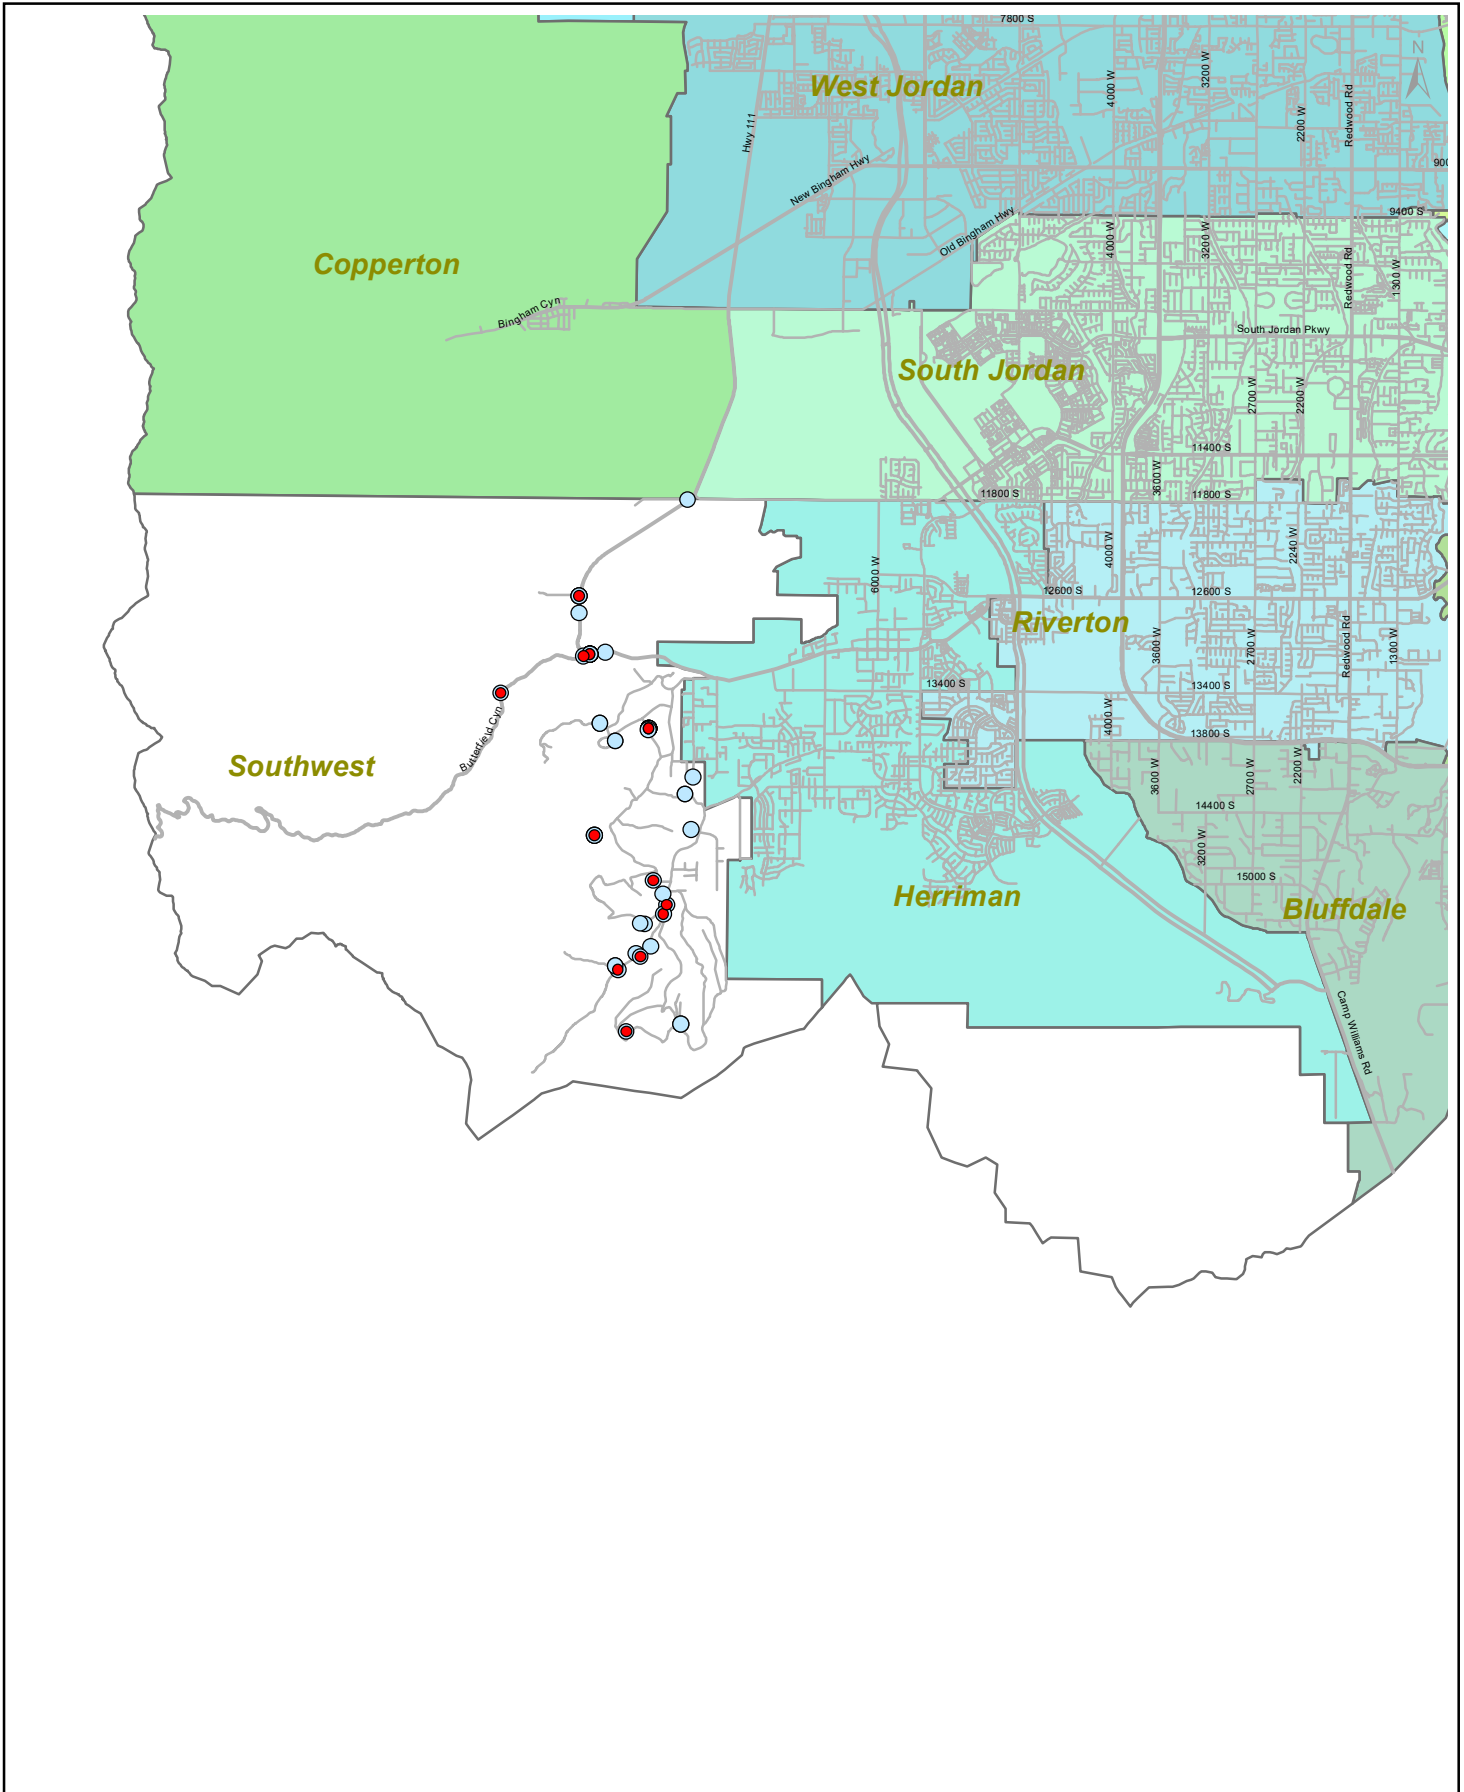 7800 S
N
West Jordan
4000 W
3200 W
2200 W
Redwood Rd
Hwy 111
New Bingham Hwy
900
9400 S
Old Bingham Hwy
4000 W
3200 W
Redwood Rd
1300 W
Copperton
Bingham Cyn
South Jordan Pkwy
South Jordan
2700 W
2200 W
11400 S
3600 W
11800 S
11800 S
4000 W
2240 W
6000 W
12600 S
12600 S
Riverton
3600 W
2700 W
Redwood Rd
1300 W
13400 S
13400 S
4000 W
13800 S
Butterfield Cyn
Southwest
3600 W
2700 W
2200 W
14400 S
3200 W
15000 S
Herriman
Bluffdale
Camp Williams Rd